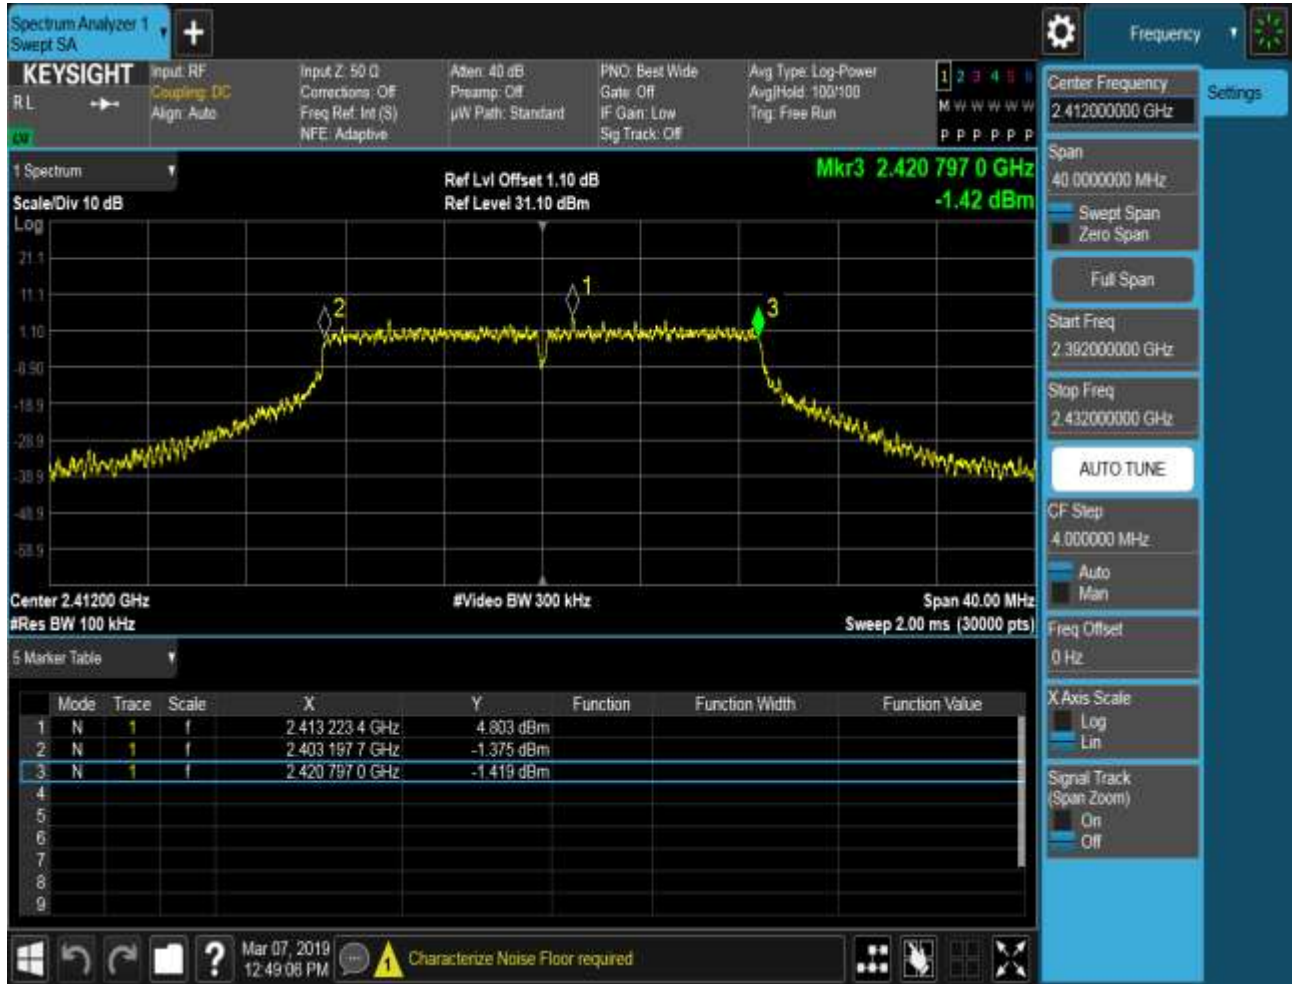 Spectrum Analyzer 1
Swept SA
Frequency
KEYSIGHT
RL
Input: RF
Coupling: DC
Align: Auto
Input Z: 50 Ω
Corrections: Off
Freq Ref: Int (S)
NFE: Adaptive
Atten: 40 dB
Preamp: Off
µW Path: Standard
PNO: Best Wide
Gate: Off
IF Gain: Low
Sig Track: Off
Avg Type: Log-Power
Avg|Hold: 100/100
Trig: Free Run
1 2 3 4 5 6
M W W W W W
P P P P P P
1 Spectrum
Scale/Div 10 dB
Ref Lvl Offset 1.10 dB
Ref Level 31.10 dBm
Mkr3 2.420 797 0 GHz
-1.42 dBm
Log
21.1
11.1
1.10
-8.90
-18.9
-28.9
-38.9
-48.9
-58.9
1
2
3
Center 2.41200 GHz
#Video BW 300 kHz
Span 40.00 MHz
#Res BW 100 kHz
Sweep 2.00 ms (30000 pts)
5 Marker Table
Mode Trace Scale X Y Function Function Width Function Value
1 N 1 f 2.413 223 4 GHz 4.803 dBm
2 N 1 f 2.403 197 7 GHz -1.375 dBm
3 N 1 f 2.420 797 0 GHz -1.419 dBm
4
5
6
7
8
9
Mar 07, 2019
12:49:06 PM
1
Characterize Noise Floor required
Center Frequency
2.412000000 GHz
Settings
Span
40.0000000 MHz
Swept Span
Zero Span
Full Span
Start Freq
2.392000000 GHz
Stop Freq
2.432000000 GHz
AUTO TUNE
CF Step
4.000000 MHz
Auto
Man
Freq Offset
0 Hz
X Axis Scale
Log
Lin
Signal Track
(Span Zoom)
On
Off